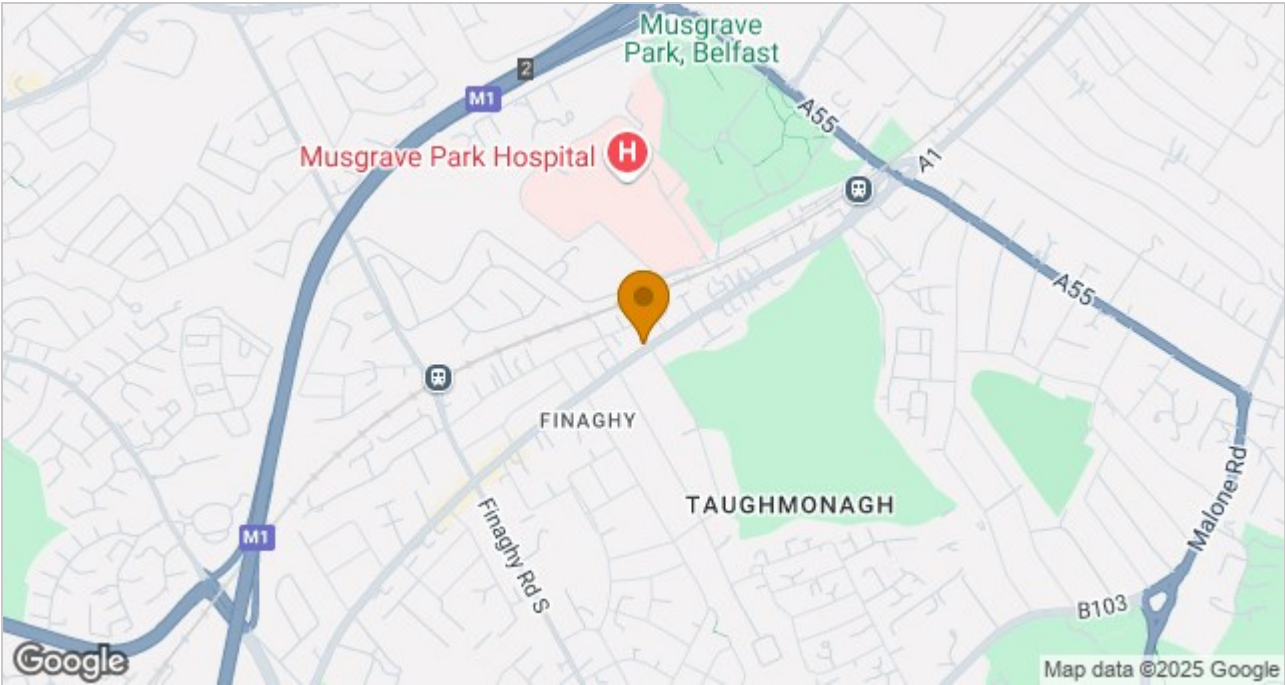 Musgrave
Park, Belfast
2
M1
A55
Musgrave Park Hospital
H
A1
A55
FINAGHY
TAUGHMONAGH
Malone Rd
Finaghy Rd S
M1
B103
Google
Map data ©2025 Google